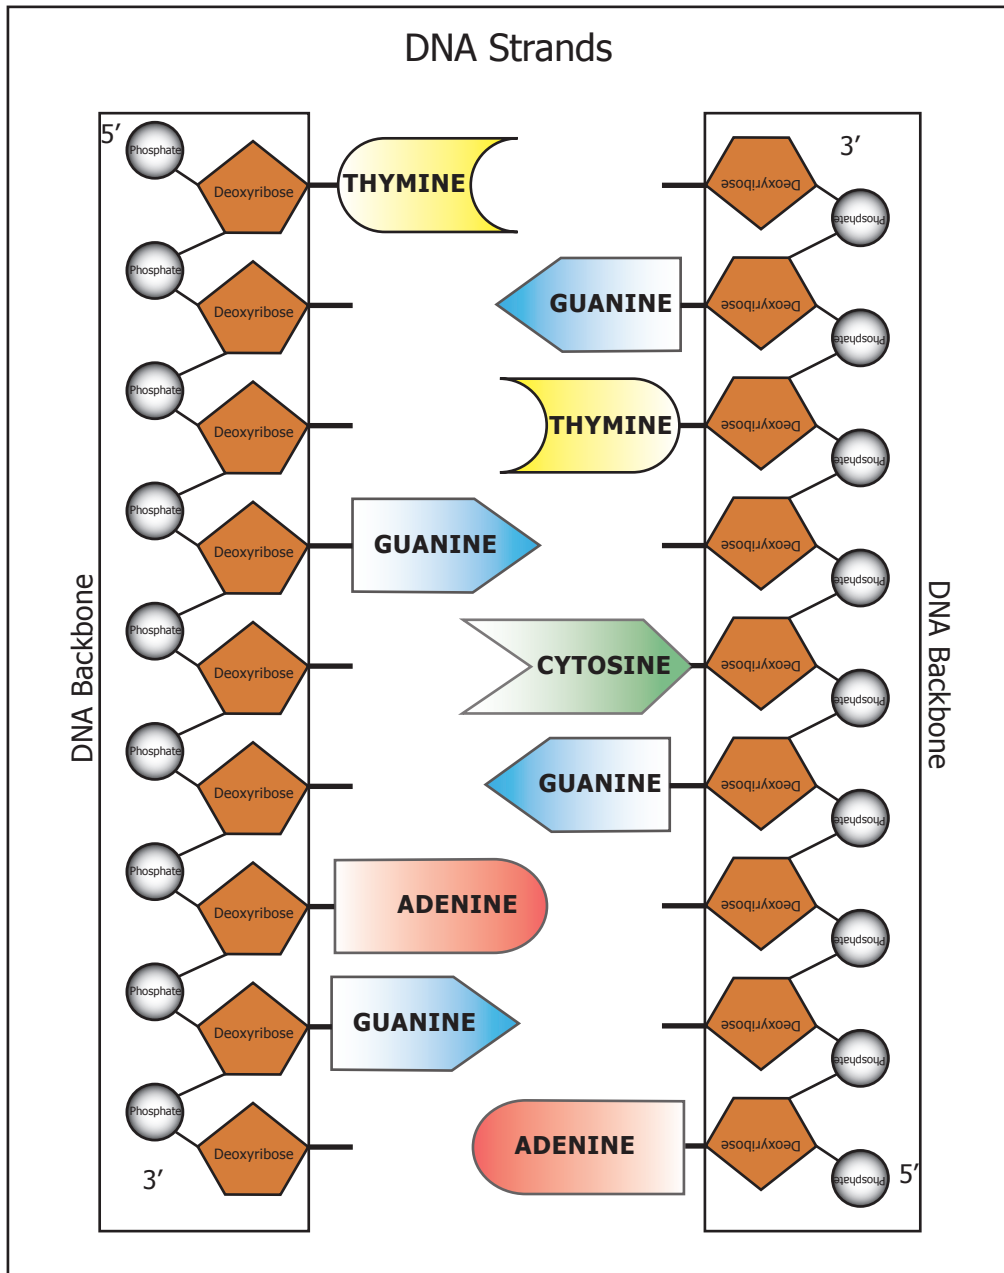 DNA Strands
5′
3′
Phosphate
Deoxyribose
THYMINE
Deoxyribose
Phosphate
Phosphate
Deoxyribose
GUANINE
Deoxyribose
Phosphate
Phosphate
Deoxyribose
THYMINE
Deoxyribose
Phosphate
Phosphate
Deoxyribose
GUANINE
Deoxyribose
Phosphate
DNA Backbone
DNA Backbone
Phosphate
Deoxyribose
CYTOSINE
Deoxyribose
Phosphate
Phosphate
Deoxyribose
GUANINE
Deoxyribose
Phosphate
Phosphate
Deoxyribose
ADENINE
Deoxyribose
Phosphate
Phosphate
Deoxyribose
GUANINE
Deoxyribose
Phosphate
Phosphate
Deoxyribose
ADENINE
Deoxyribose
Phosphate
3′
5′